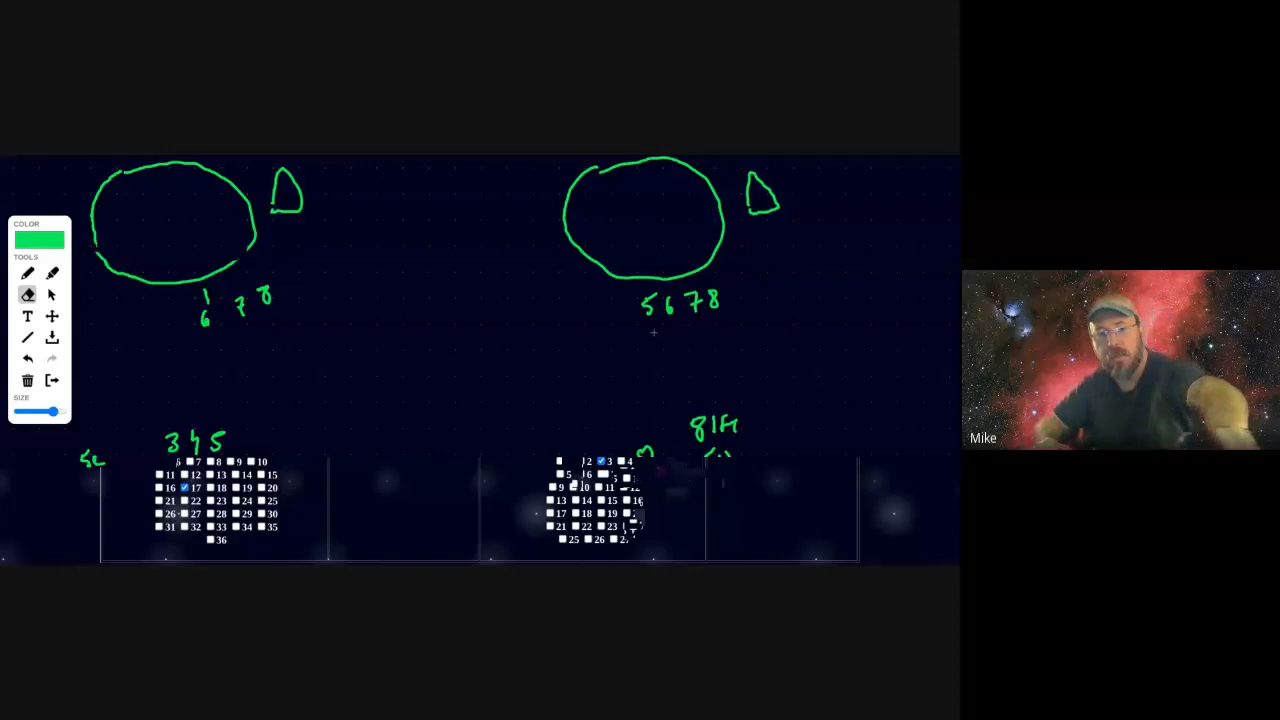 COLOR
TOOLS
SIZE
1 7 8
6
5 6 7 8
3 4 5
7 8 9 10
11 12 13 14 15
16 17 18 19 20
21 22 23 24 25
26 27 28 29 30
31 32 33 34 35
36
2 3 4
5 6
9 10 11 12
13 14 15 16
17 18 19
21 22 23
25 26
Mike